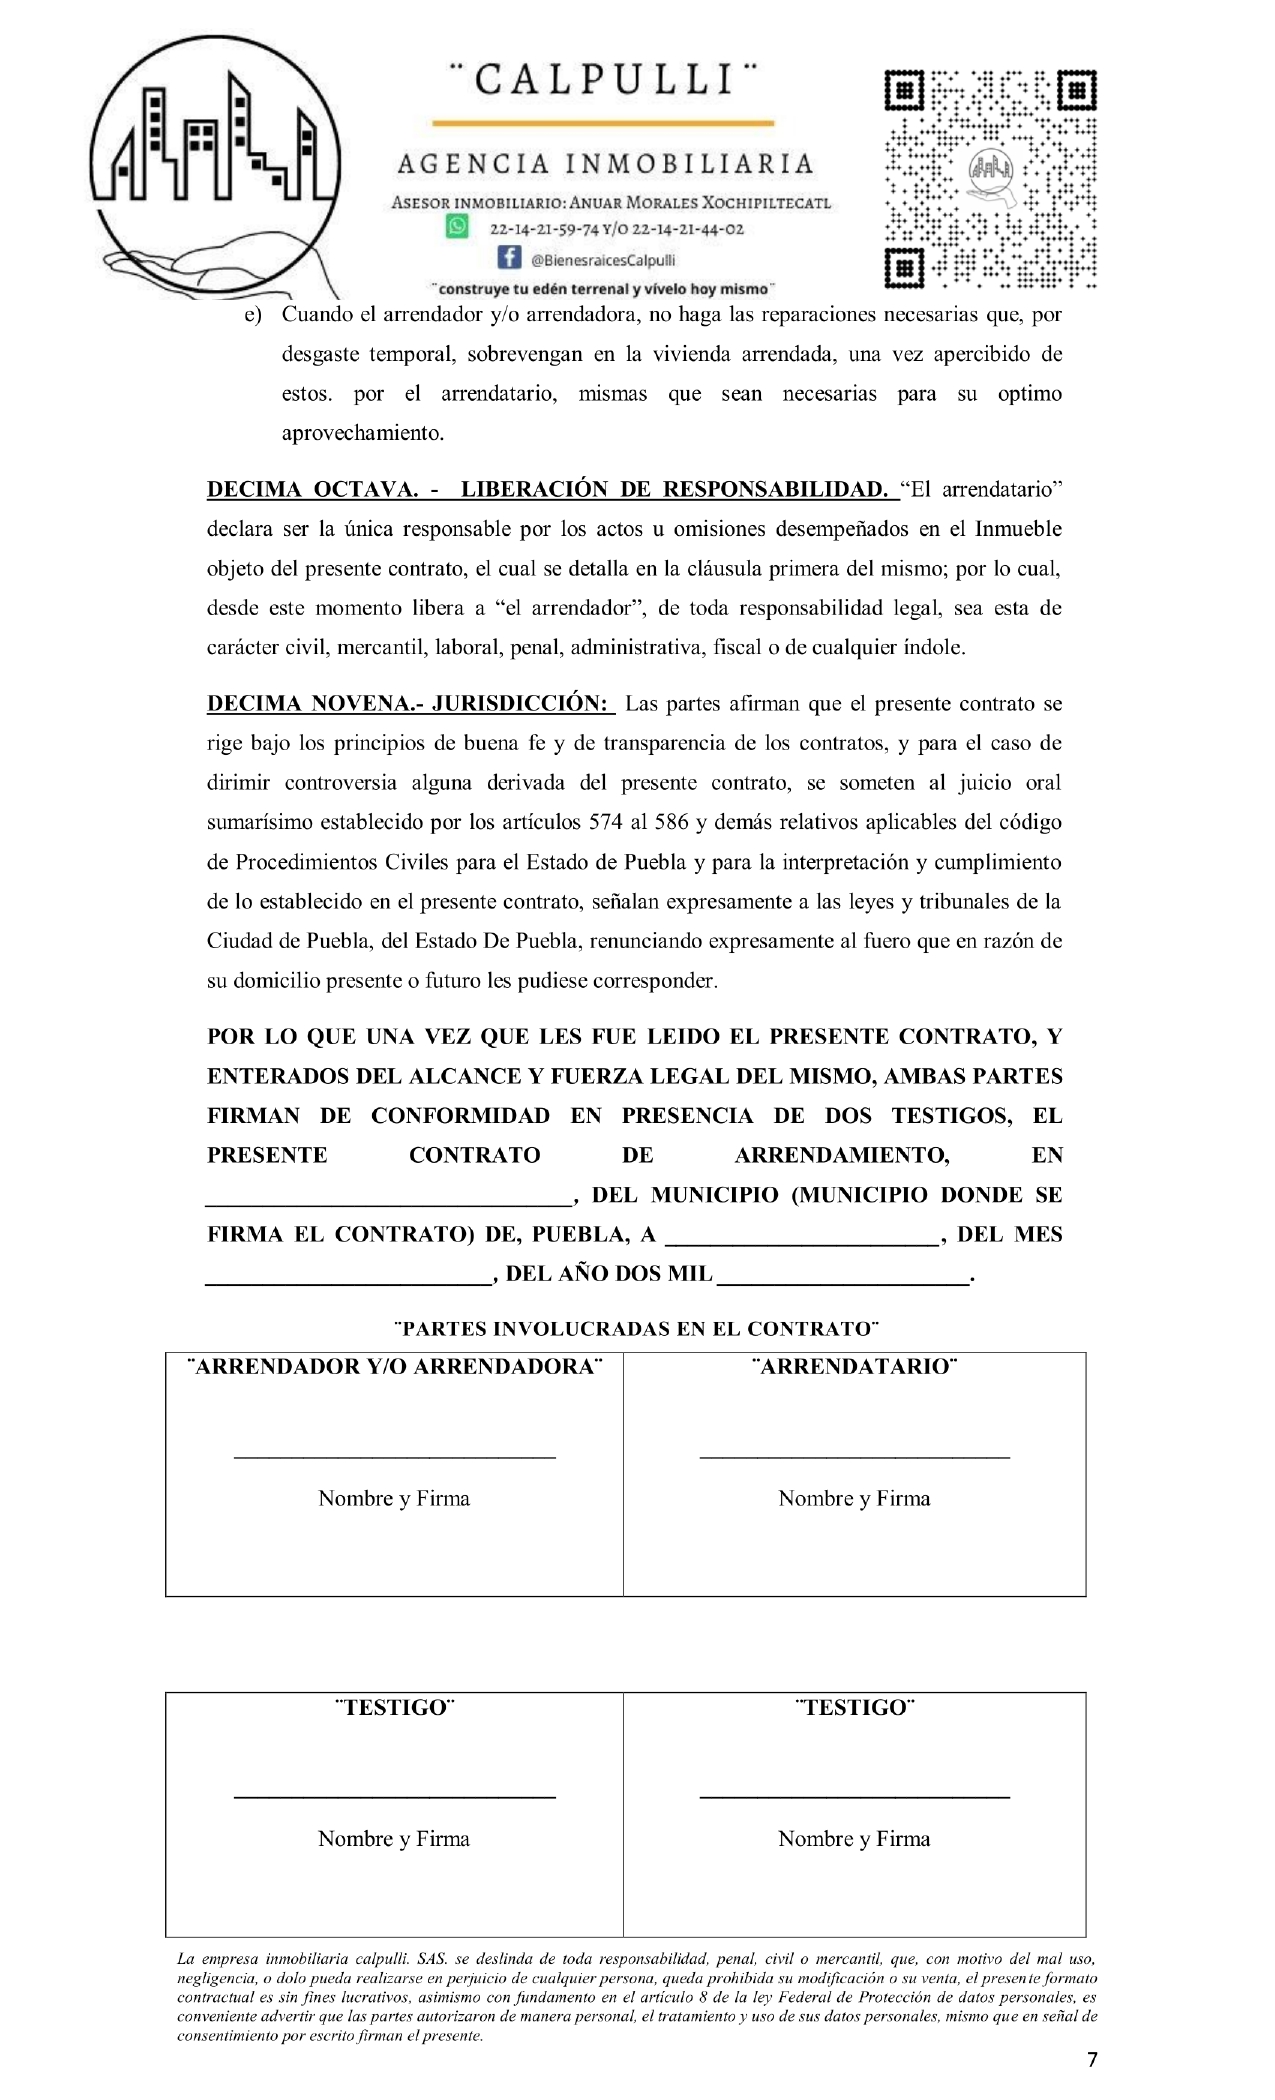 ¨CALPULLI¨
AGENCIA INMOBILIARIA
ASESOR INMOBILIARIO: ANUAR MORALES XOCHIPILTECATL
22-14-21-59-74 Y/O 22-14-21-44-02
@BienesraicesCalpulli
¨construye tu edén terrenal y vívelo hoy mismo¨
e) Cuando el arrendador y/o arrendadora, no haga las reparaciones necesarias que, por
desgaste temporal, sobrevengan en la vivienda arrendada, una vez apercibido de
estos. por el arrendatario, mismas que sean necesarias para su optimo
aprovechamiento.
DECIMA OCTAVA. - LIBERACIÓN DE RESPONSABILIDAD. “El arrendatario”
declara ser la única responsable por los actos u omisiones desempeñados en el Inmueble
objeto del presente contrato, el cual se detalla en la cláusula primera del mismo; por lo cual,
desde este momento libera a “el arrendador”, de toda responsabilidad legal, sea esta de
carácter civil, mercantil, laboral, penal, administrativa, fiscal o de cualquier índole.
DECIMA NOVENA.- JURISDICCIÓN: Las partes afirman que el presente contrato se
rige bajo los principios de buena fe y de transparencia de los contratos, y para el caso de
dirimir controversia alguna derivada del presente contrato, se someten al juicio oral
sumarísimo establecido por los artículos 574 al 586 y demás relativos aplicables del código
de Procedimientos Civiles para el Estado de Puebla y para la interpretación y cumplimiento
de lo establecido en el presente contrato, señalan expresamente a las leyes y tribunales de la
Ciudad de Puebla, del Estado De Puebla, renunciando expresamente al fuero que en razón de
su domicilio presente o futuro les pudiese corresponder.
POR LO QUE UNA VEZ QUE LES FUE LEIDO EL PRESENTE CONTRATO, Y
ENTERADOS DEL ALCANCE Y FUERZA LEGAL DEL MISMO, AMBAS PARTES
FIRMAN DE CONFORMIDAD EN PRESENCIA DE DOS TESTIGOS, EL
PRESENTE CONTRATO DE ARRENDAMIENTO, EN
________________________________, DEL MUNICIPIO (MUNICIPIO DONDE SE
FIRMA EL CONTRATO) DE, PUEBLA, A ________________________, DEL MES
_________________________, DEL AÑO DOS MIL ______________________.
¨PARTES INVOLUCRADAS EN EL CONTRATO¨
¨ARRENDADOR Y/O ARRENDADORA¨ ¨ARRENDATARIO¨
____________________________ ___________________________
Nombre y Firma Nombre y Firma
¨TESTIGO¨ ¨TESTIGO¨
____________________________ ___________________________
Nombre y Firma Nombre y Firma
La empresa inmobiliaria calpulli. SAS. se deslinda de toda responsabilidad, penal, civil o mercantil, que, con motivo del mal uso,
negligencia, o dolo pueda realizarse en perjuicio de cualquier persona, queda prohibida su modificación o su venta, el presente formato
contractual es sin fines lucrativos, asimismo con fundamento en el artículo 8 de la ley Federal de Protección de datos personales, es
conveniente advertir que las partes autorizaron de manera personal, el tratamiento y uso de sus datos personales, mismo que en señal de
consentimiento por escrito firman el presente.
7